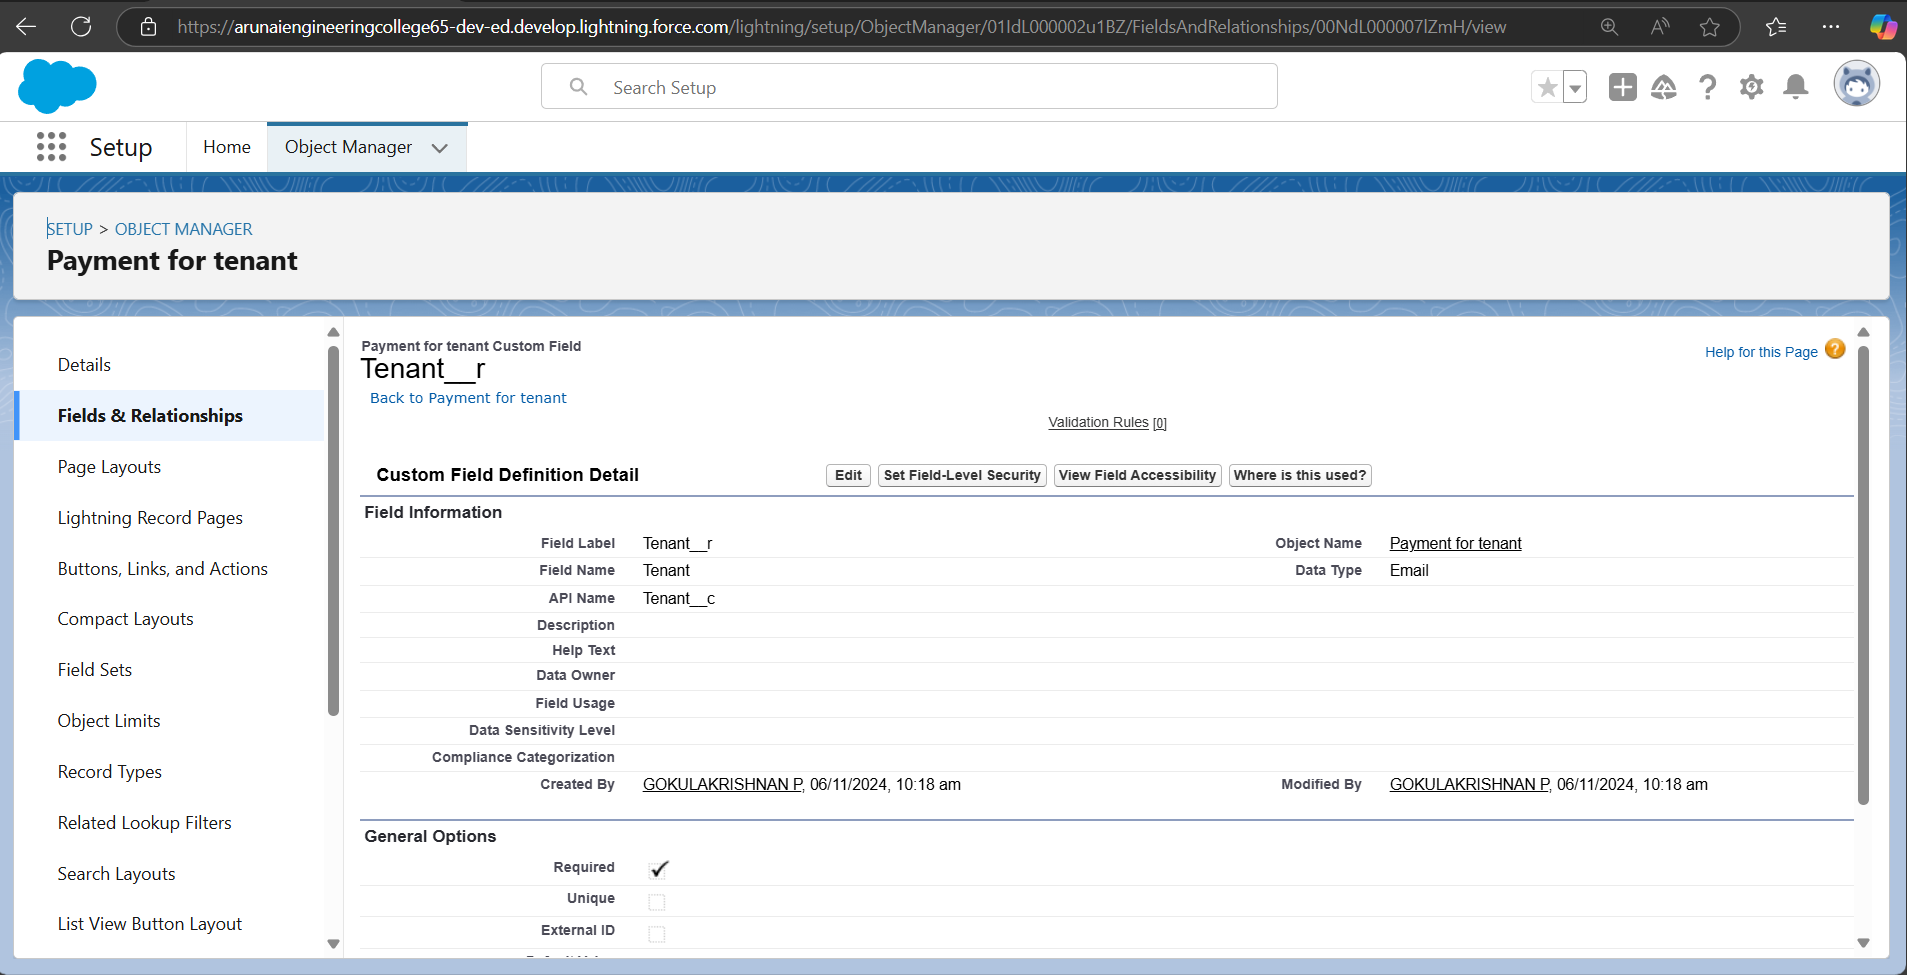 https://arunaiengineeringcollege65-dev-ed.develop.lightning.force.com/lightning/setup/ObjectManager/01IdL000002u1BZ/FieldsAndRelationships/00NdL000007lZmH/view
Search Setup
Setup
Home
Object Manager
SETUP > OBJECT MANAGER
Payment for tenant
Details
Fields & Relationships
Page Layouts
Lightning Record Pages
Buttons, Links, and Actions
Compact Layouts
Field Sets
Object Limits
Record Types
Related Lookup Filters
Search Layouts
List View Button Layout
Payment for tenant Custom Field
Tenant__r
Back to Payment for tenant
Help for this Page
Validation Rules [0]
Custom Field Definition Detail Edit Set Field-Level Security View Field Accessibility Where is this used?
Field Information
Field Label Tenant__r Object Name Payment for tenant
Field Name Tenant Data Type Email
API Name Tenant__c
Description
Help Text
Data Owner
Field Usage
Data Sensitivity Level
Compliance Categorization
Created By GOKULAKRISHNAN P, 06/11/2024, 10:18 am Modified By GOKULAKRISHNAN P, 06/11/2024, 10:18 am
General Options
Required
Unique
External ID